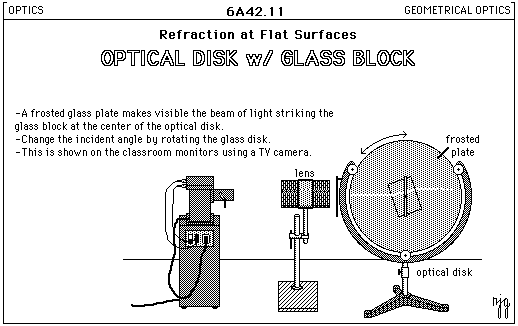 OPTICS 6A42.11 GEOMETRICAL OPTICS
Refraction at Flat Surfaces
OPTICAL DISK w/ GLASS BLOCK
-A frosted glass plate makes visible the beam of light striking the
glass block at the center of the optical disk.
-Change the incident angle by rotating the glass disk.
-This is shown on the classroom monitors using a TV camera.
frosted
plate
lens
optical disk
njg